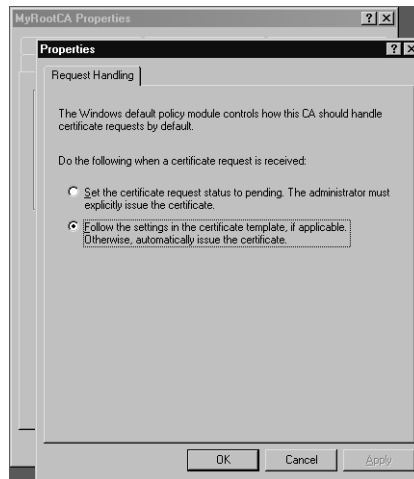 MyRootCA Properties
Properties
Request Handling
The Windows default policy module controls how this CA should handle
certificate requests by default.
Do the following when a certificate request is received:
Set the certificate request status to pending. The administrator must
explicitly issue the certificate.
Follow the settings in the certificate template, if applicable.
Otherwise, automatically issue the certificate.
OK Cancel Apply